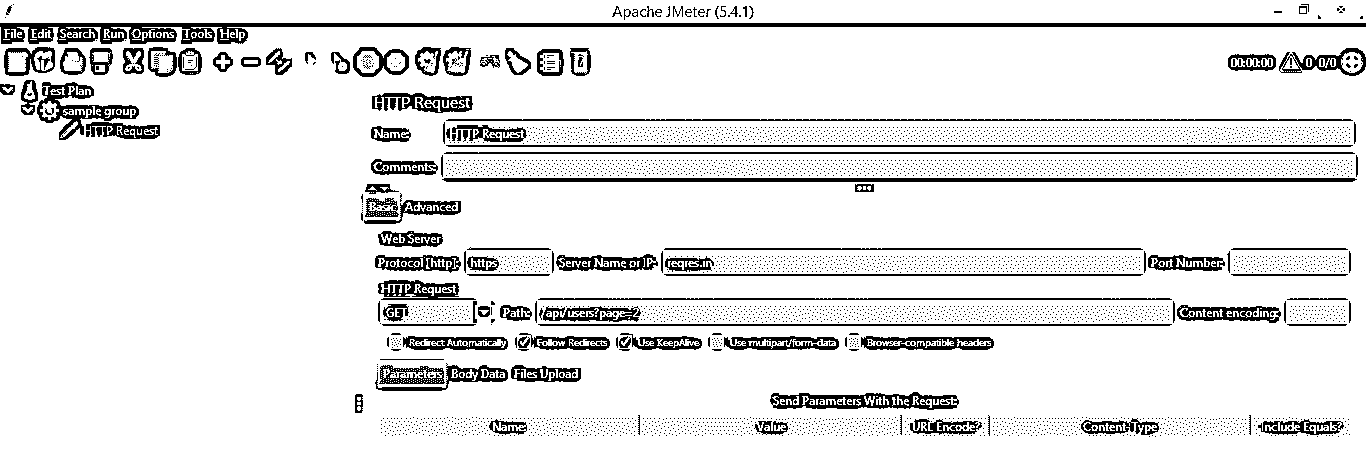 Apache JMeter (5.4.1)
File Edit Search Run Options Tools Help
00:00:00 0 0/0
Test Plan
sample group
HTTP Request
HTTP Request
Name: HTTP Request
Comments:
Basic Advanced
Web Server
Protocol [http]: https Server Name or IP: reqres.in Port Number:
HTTP Request
GET Path: /api/users?page=2 Content encoding:
Redirect Automatically Follow Redirects Use KeepAlive Use multipart/form-data Browser-compatible headers
Parameters Body Data Files Upload
Send Parameters With the Request:
Name: Value URL Encode? Content-Type Include Equals?